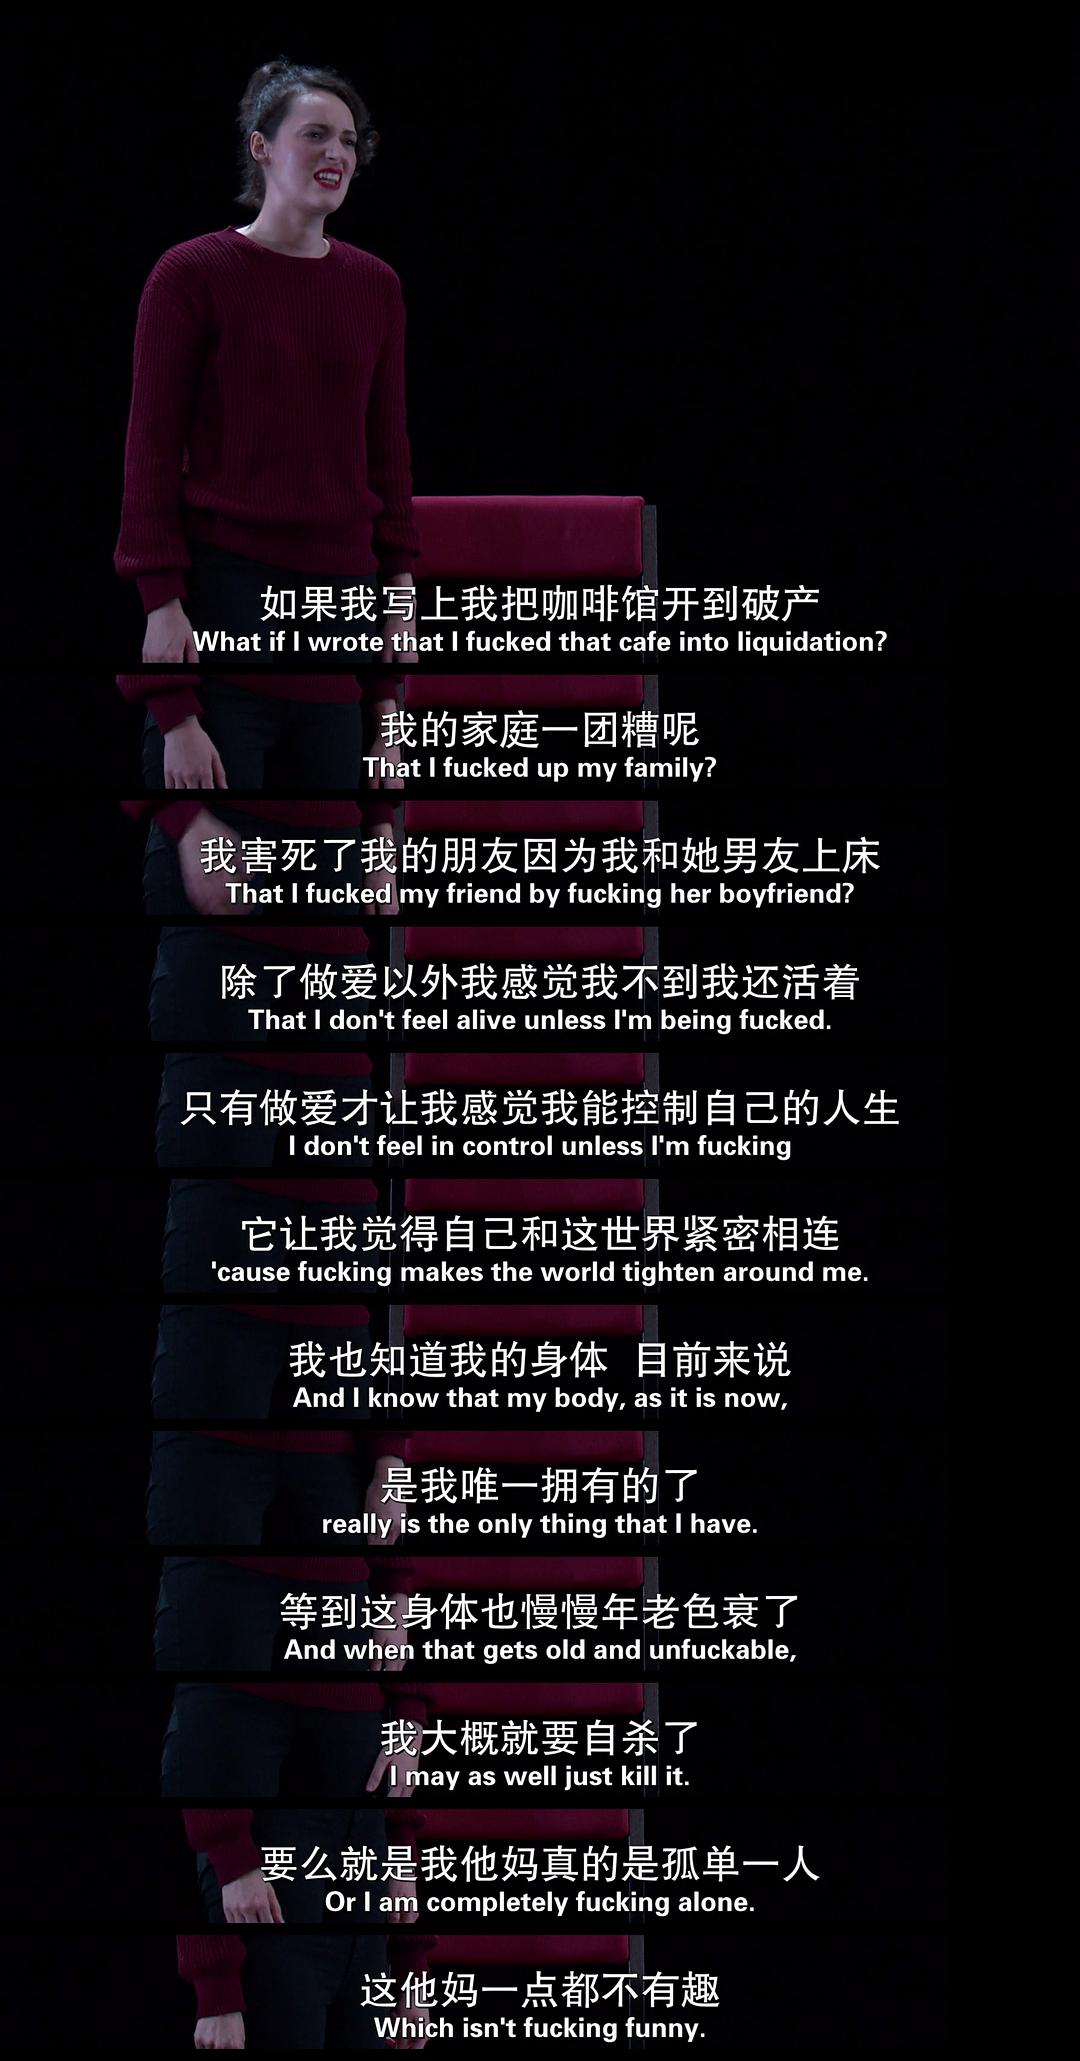 如果我写上我把咖啡馆开到破产
What if I wrote that I fucked that cafe into liquidation?
我的家庭一团糟呢
That I fucked up my family?
我害死了我的朋友因为我和她男友上床
That I fucked my friend by fucking her boyfriend?
除了做爱以外我感觉我不到我还活着
That I don't feel alive unless I'm being fucked.
只有做爱才让我感觉我能控制自己的人生
I don't feel in control unless I'm fucking
它让我觉得自己和这世界紧密相连
'cause fucking makes the world tighten around me.
我也知道我的身体 目前来说
And I know that my body, as it is now,
是我唯一拥有的了
really is the only thing that I have.
等到这身体也慢慢年老色衰了
And when that gets old and unfuckable,
我大概就要自杀了
I may as well just kill it.
要么就是我他妈真的是孤单一人
Or I am completely fucking alone.
这他妈一点都不有趣
Which isn't fucking funny.